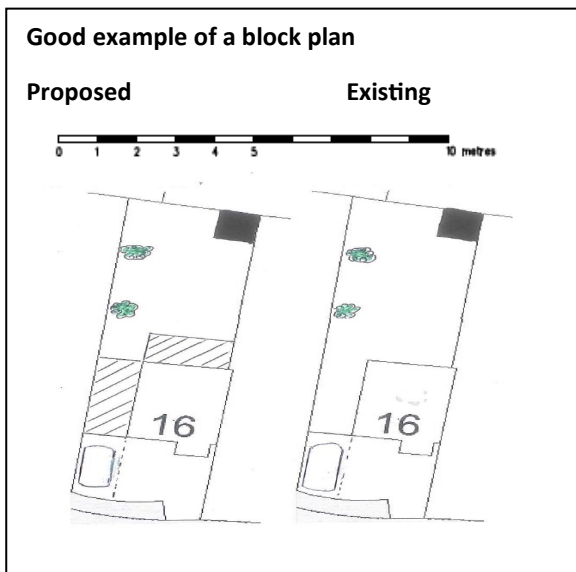 Good example of a block plan
Proposed Existing
0 1 2 3 4 5 10 metres
16 16